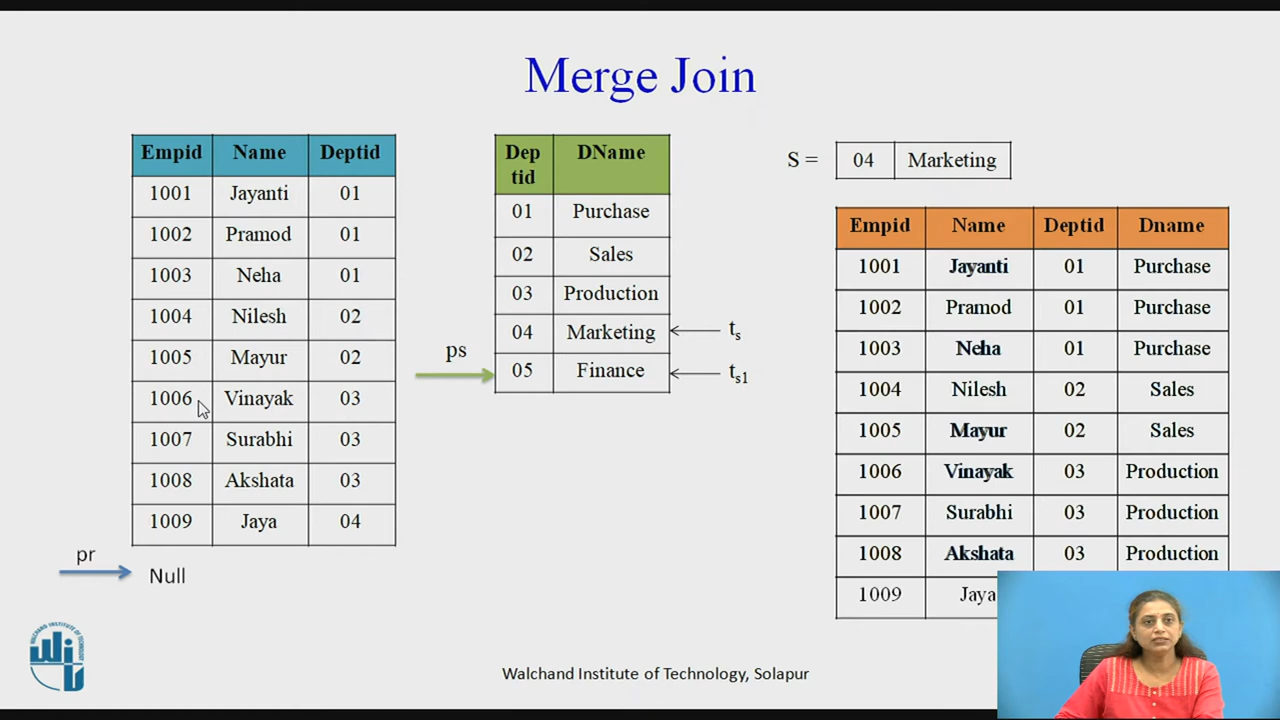 Merge Join
Empid Name Deptid
1001 Jayanti 01
1002 Pramod 01
1003 Neha 01
1004 Nilesh 02
1005 Mayur 02
1006 Vinayak 03
1007 Surabhi 03
1008 Akshata 03
1009 Jaya 04
pr
Null
Dep
tid DName
01 Purchase
02 Sales
03 Production
04 Marketing
05 Finance
ps
ts
ts1
S = 04 Marketing
Empid Name Deptid Dname
1001 Jayanti 01 Purchase
1002 Pramod 01 Purchase
1003 Neha 01 Purchase
1004 Nilesh 02 Sales
1005 Mayur 02 Sales
1006 Vinayak 03 Production
1007 Surabhi 03 Production
1008 Akshata 03 Production
1009 Jaya
WALCHAND INSTITUTE OF TECHNOLOGY
Walchand Institute of Technology, Solapur